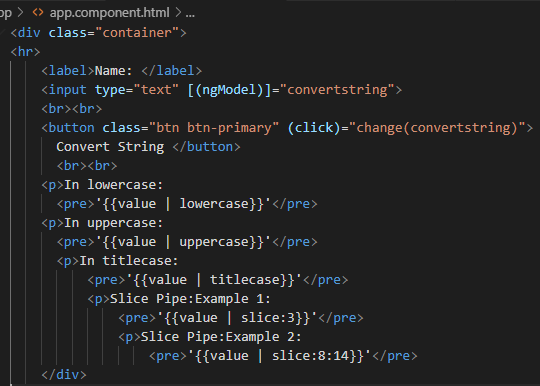 op > <> app.component.html > ...
<div class="container">
<hr>
<label>Name: </label>
<input type="text" [(ngModel)]="convertstring">
<br><br>
<button class="btn btn-primary" (click)="change(convertstring)">
Convert String </button>
<br><br>
<p>In lowercase:
<pre>'{{value | lowercase}}'</pre>
<p>In uppercase:
<pre>'{{value | uppercase}}'</pre>
<p>In titlecase:
<pre>'{{value | titlecase}}'</pre>
<p>Slice Pipe:Example 1:
<pre>'{{value | slice:3}}'</pre>
<p>Slice Pipe:Example 2:
<pre>'{{value | slice:8:14}}'</pre>
</div>